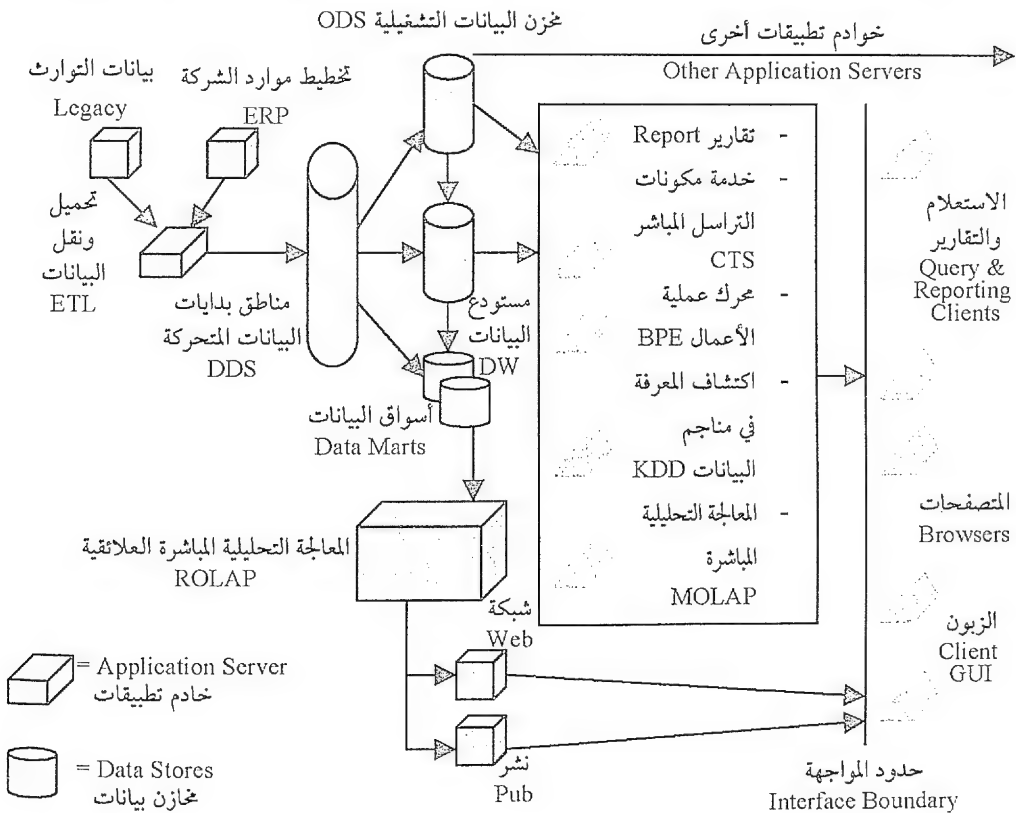 مخزن البيانات التشغيلية ODS
خوادم تطبيقات أخرى
Other Application Servers
بيانات التوارث
Legacy
تخطيط موارد الشركة
ERP
تحميل
ونقل
البيانات
ETL
مناطق بدايات
البيانات المتحركة
DDS
مستودع
البيانات
DW
أسواق البيانات
Data Marts
- تقارير Report
- خدمة مكونات
التراسل المباشر
CTS
- محرك عملية
الأعمال BPE
- اكتشاف المعرفة
في مناجم
البيانات KDD
- المعالجة التحليلية
المباشرة
MOLAP
الاستعلام
والتقارير
Query &
Reporting
Clients
المتصفحات
Browsers
الزبون
Client
GUI
المعالجة التحليلية المباشرة العلائقية
ROLAP
شبكة
Web
نشر
Pub
= Application Server
خادم تطبيقات
= Data Stores
مخازن بيانات
حدود المواجهة
Interface Boundary